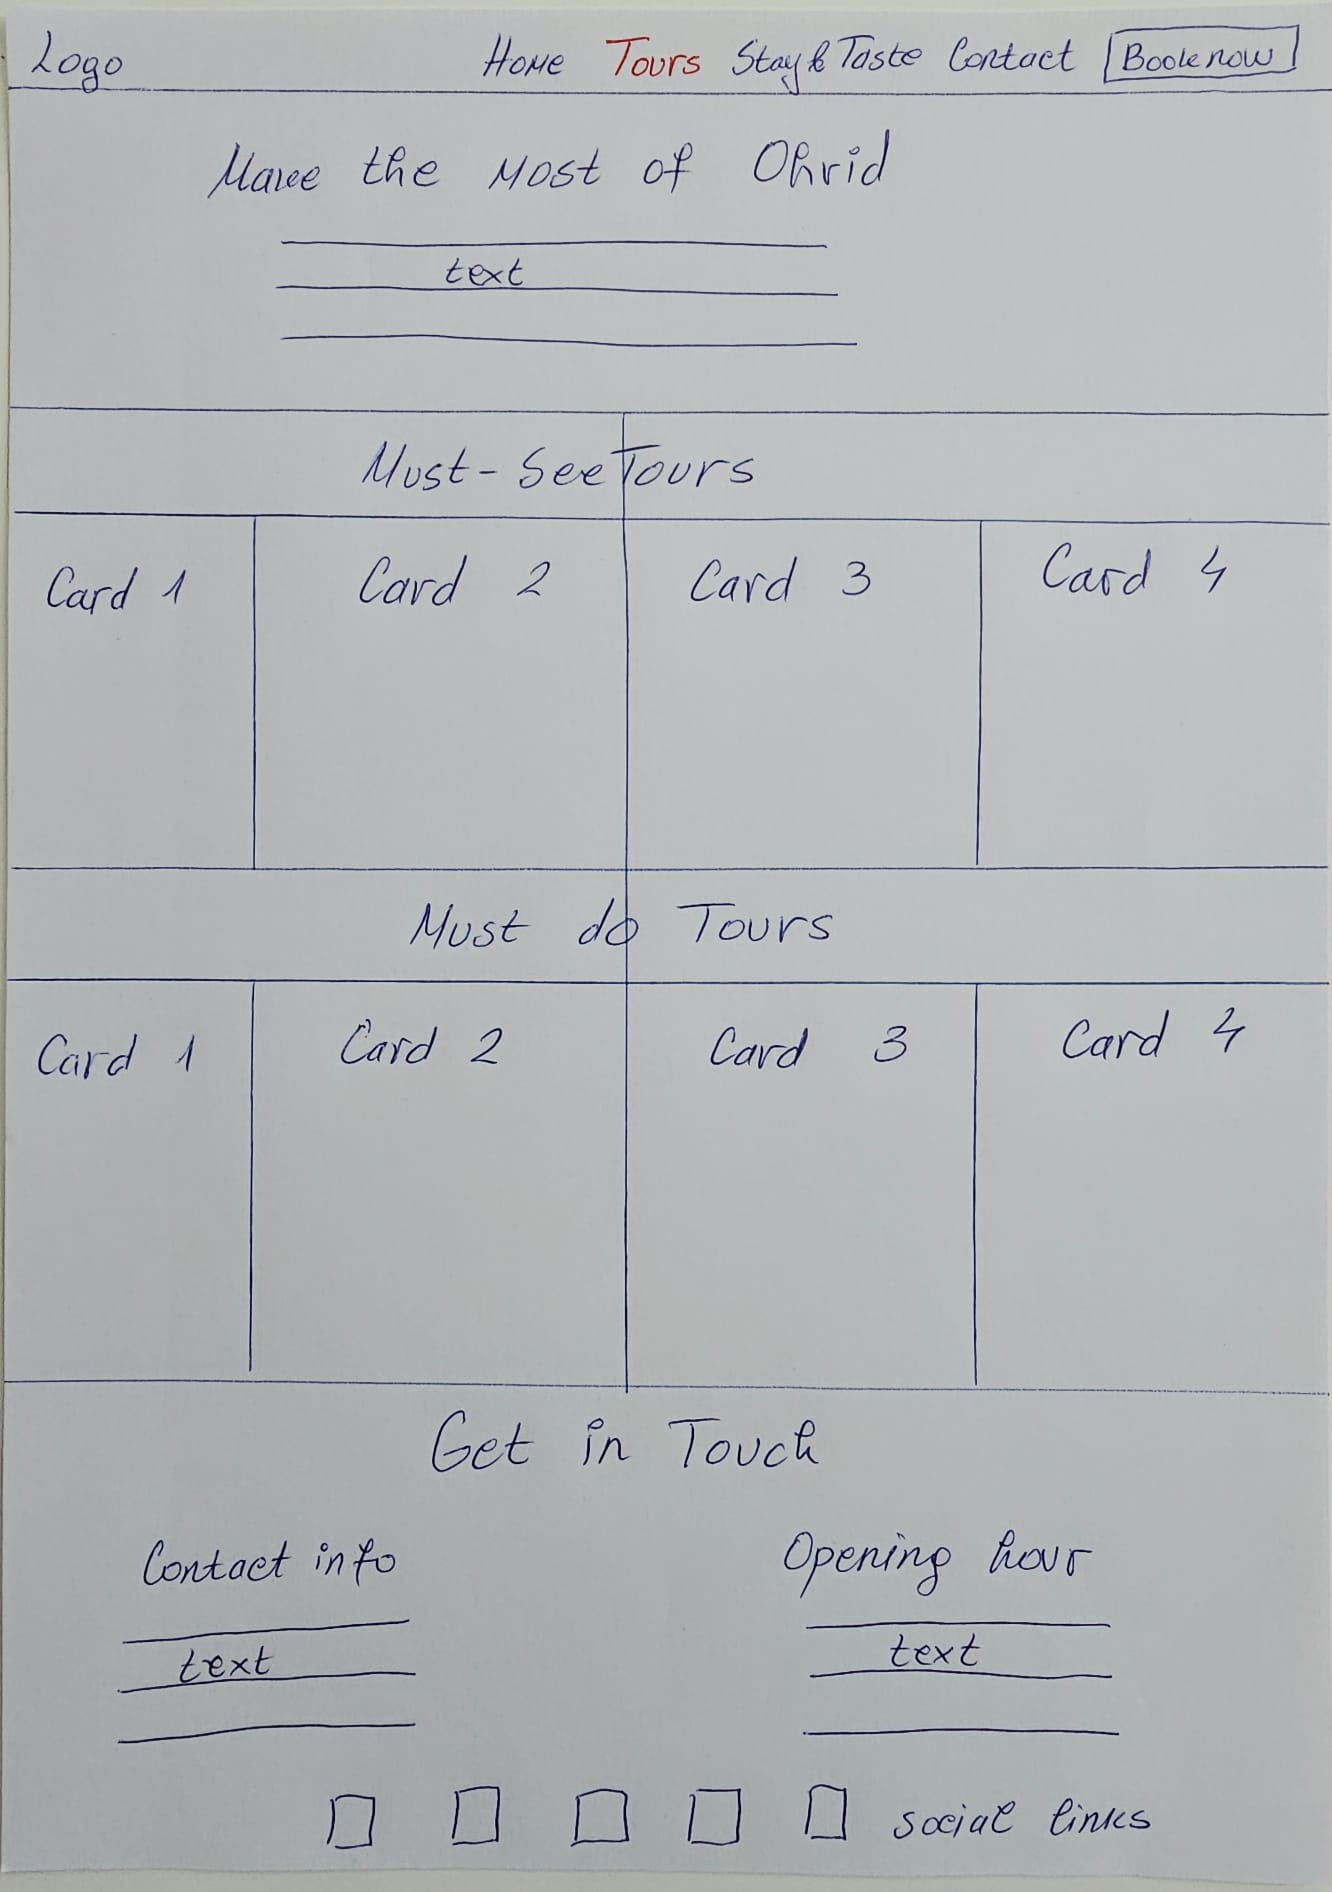 Logo Home Tours Stay & Taste Contact Book now
Make the Most of Ohrid
text
Must-See Tours
Card 1 Card 2 Card 3 Card 4
Must do Tours
Card 1 Card 2 Card 3 Card 4
Get in Touch
Contact info Opening hour
text text
social links